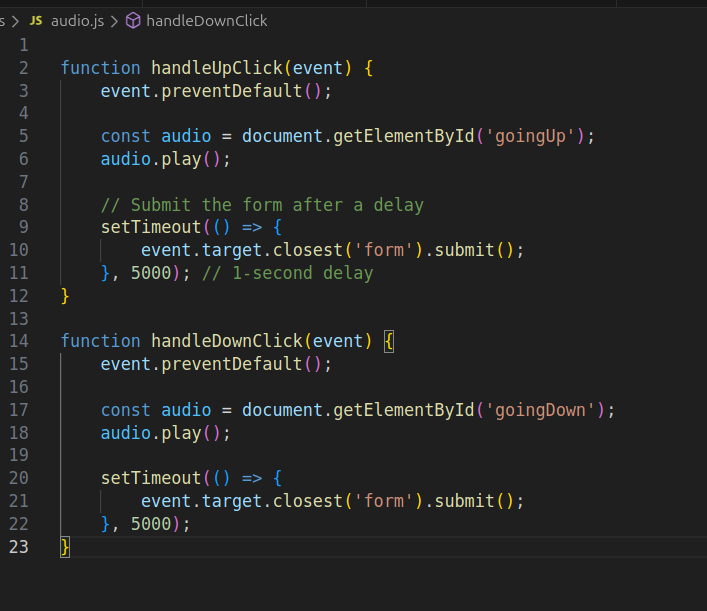 s > JS audio.js > handleDownClick
1
2 function handleUpClick(event) {
3     event.preventDefault();
4
5     const audio = document.getElementById('goingUp');
6     audio.play();
7
8     // Submit the form after a delay
9     setTimeout(() => {
10         event.target.closest('form').submit();
11     }, 5000); // 1-second delay
12 }
13
14 function handleDownClick(event) {
15     event.preventDefault();
16
17     const audio = document.getElementById('goingDown');
18     audio.play();
19
20     setTimeout(() => {
21         event.target.closest('form').submit();
22     }, 5000);
23 }